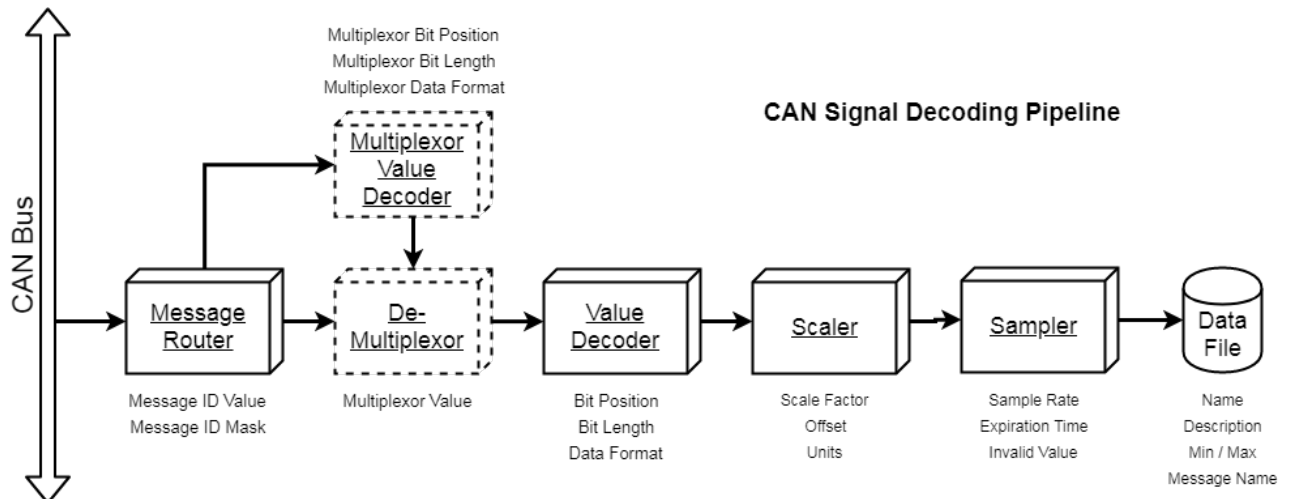 Multiplexor Bit Position
Multiplexor Bit Length
Multiplexor Data Format
CAN Signal Decoding Pipeline
Multiplexor
Value
Decoder
CAN Bus
Message
Router
De-
Multiplexor
Value
Decoder
Scaler
Sampler
Data
File
Message ID Value
Message ID Mask
Multiplexor Value
Bit Position
Bit Length
Data Format
Scale Factor
Offset
Units
Sample Rate
Expiration Time
Invalid Value
Name
Description
Min / Max
Message Name